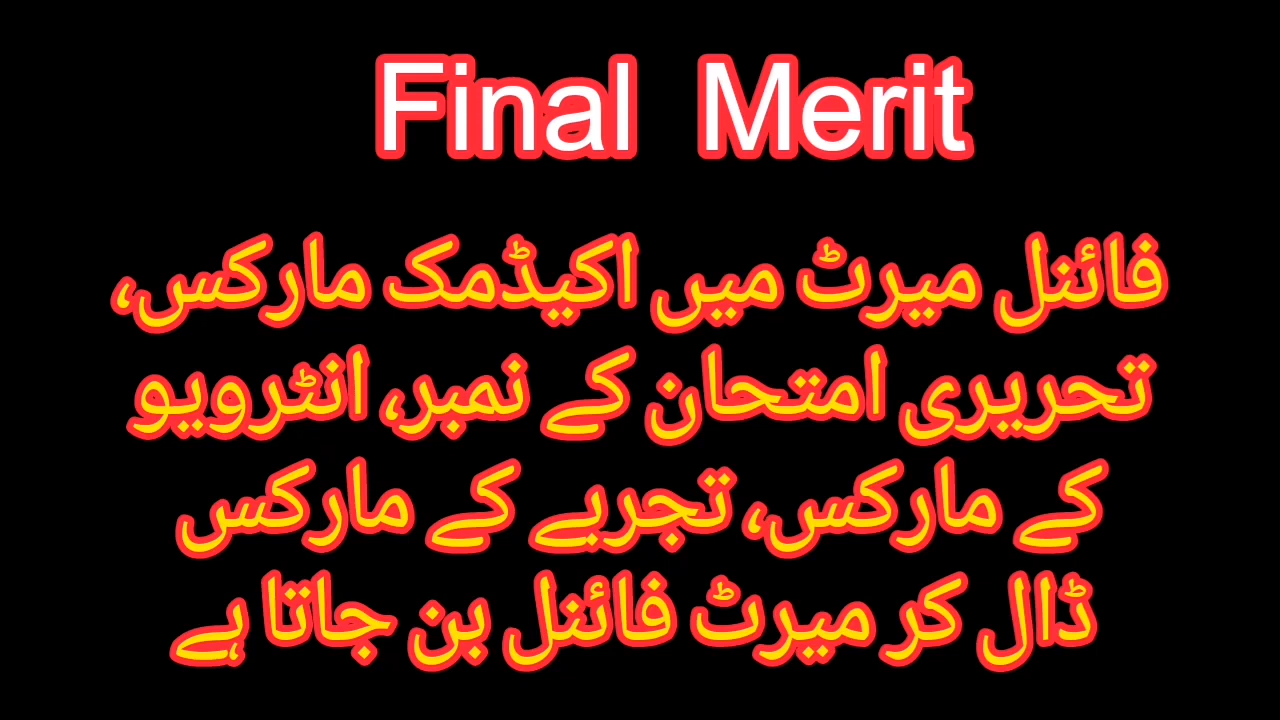 Final Merit
فائنل میرٹ میں اکیڈمک مارکس،
تحریری امتحان کے نمبر، انٹرویو
کے مارکس، تجربے کے مارکس
ڈال کر میرٹ فائنل بن جاتا ہے